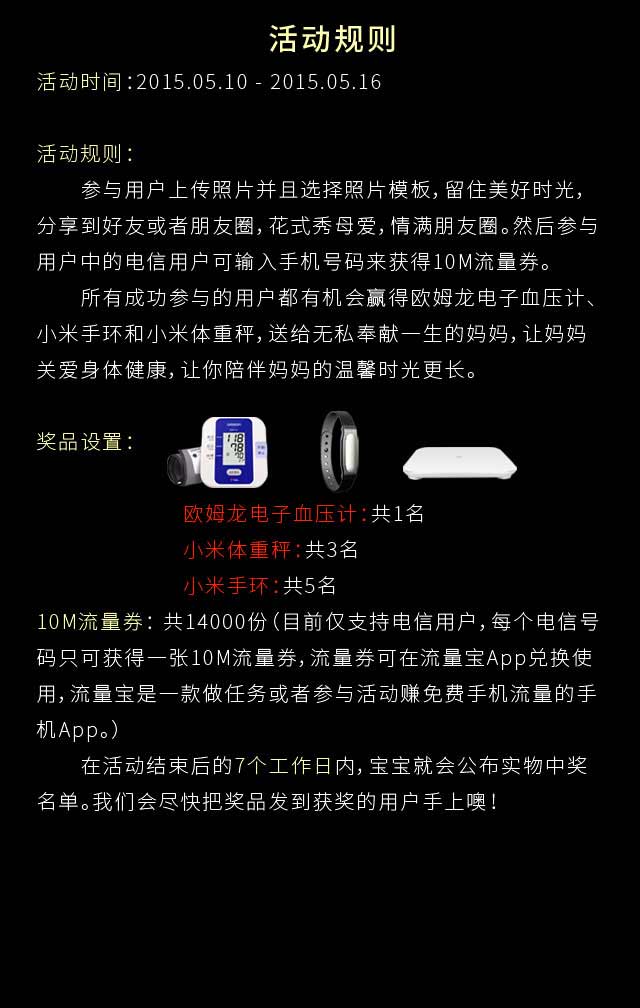 活动规则
活动时间：2015.05.10 - 2015.05.16
活动规则：
参与用户上传照片并且选择照片模板，留住美好时光，
分享到好友或者朋友圈，花式秀母爱，情满朋友圈。然后参与
用户中的电信用户可输入手机号码来获得10M流量券。
所有成功参与的用户都有机会赢得欧姆龙电子血压计、
小米手环和小米体重秤，送给无私奉献一生的妈妈，让妈妈
关爱身体健康，让你陪伴妈妈的温馨时光更长。
奖品设置：
欧姆龙电子血压计：共1名
小米体重秤：共3名
小米手环：共5名
10M流量券：共14000份（目前仅支持电信用户，每个电信号
码只可获得一张10M流量券，流量券可在流量宝App兑换使
用，流量宝是一款做任务或者参与活动赚免费手机流量的手
机App。）
在活动结束后的7个工作日内，宝宝就会公布实物中奖
名单。我们会尽快把奖品发到获奖的用户手上噢！